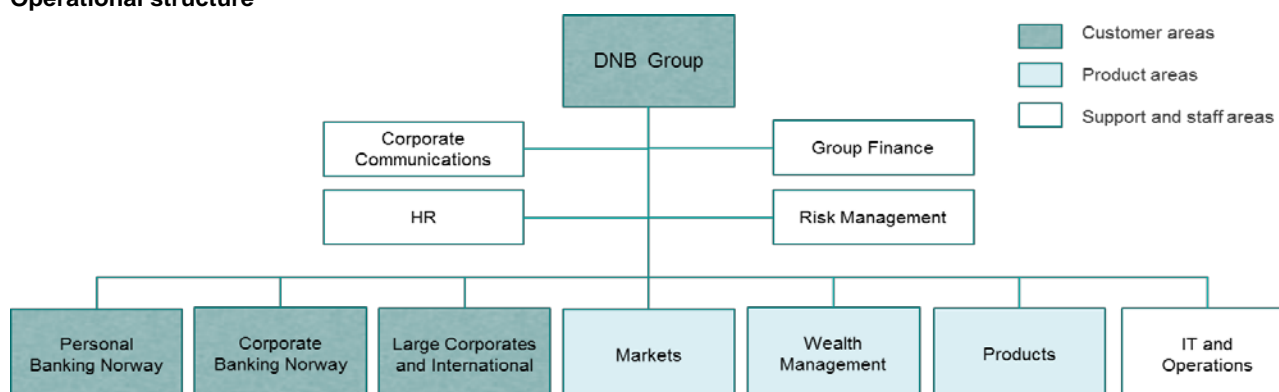 Operational structure
DNB Group
Customer areas
Product areas
Support and staff areas
Corporate
Communications
Group Finance
HR
Risk Management
Personal
Banking Norway
Corporate
Banking Norway
Large Corporates
and International
Markets
Wealth
Management
Products
IT and
Operations